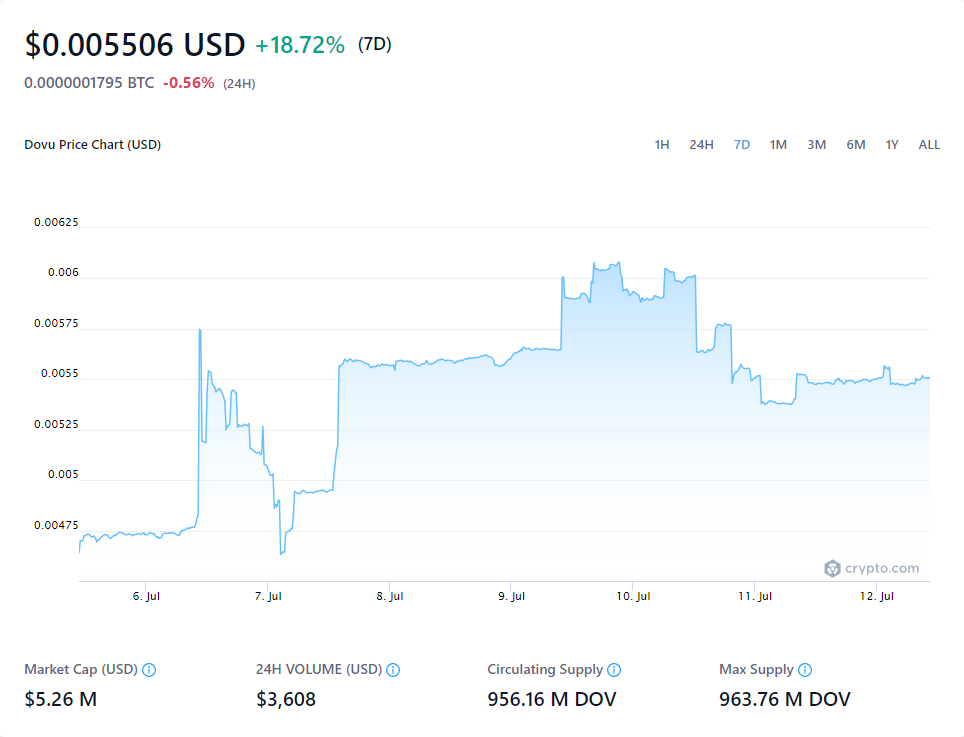 $0.005506 USD +18.72% (7D)
0.0000001795 BTC -0.56% (24H)
Dovu Price Chart (USD) 1H 24H 7D 1M 3M 6M 1Y ALL
0.00625
0.006
0.00575
0.0055
0.00525
0.005
0.00475
crypto.com
6. Jul 7. Jul 8. Jul 9. Jul 10. Jul 11. Jul 12. Jul
Market Cap (USD) 24H VOLUME (USD) Circulating Supply Max Supply
$5.26 M $3,608 956.16 M DOV 963.76 M DOV